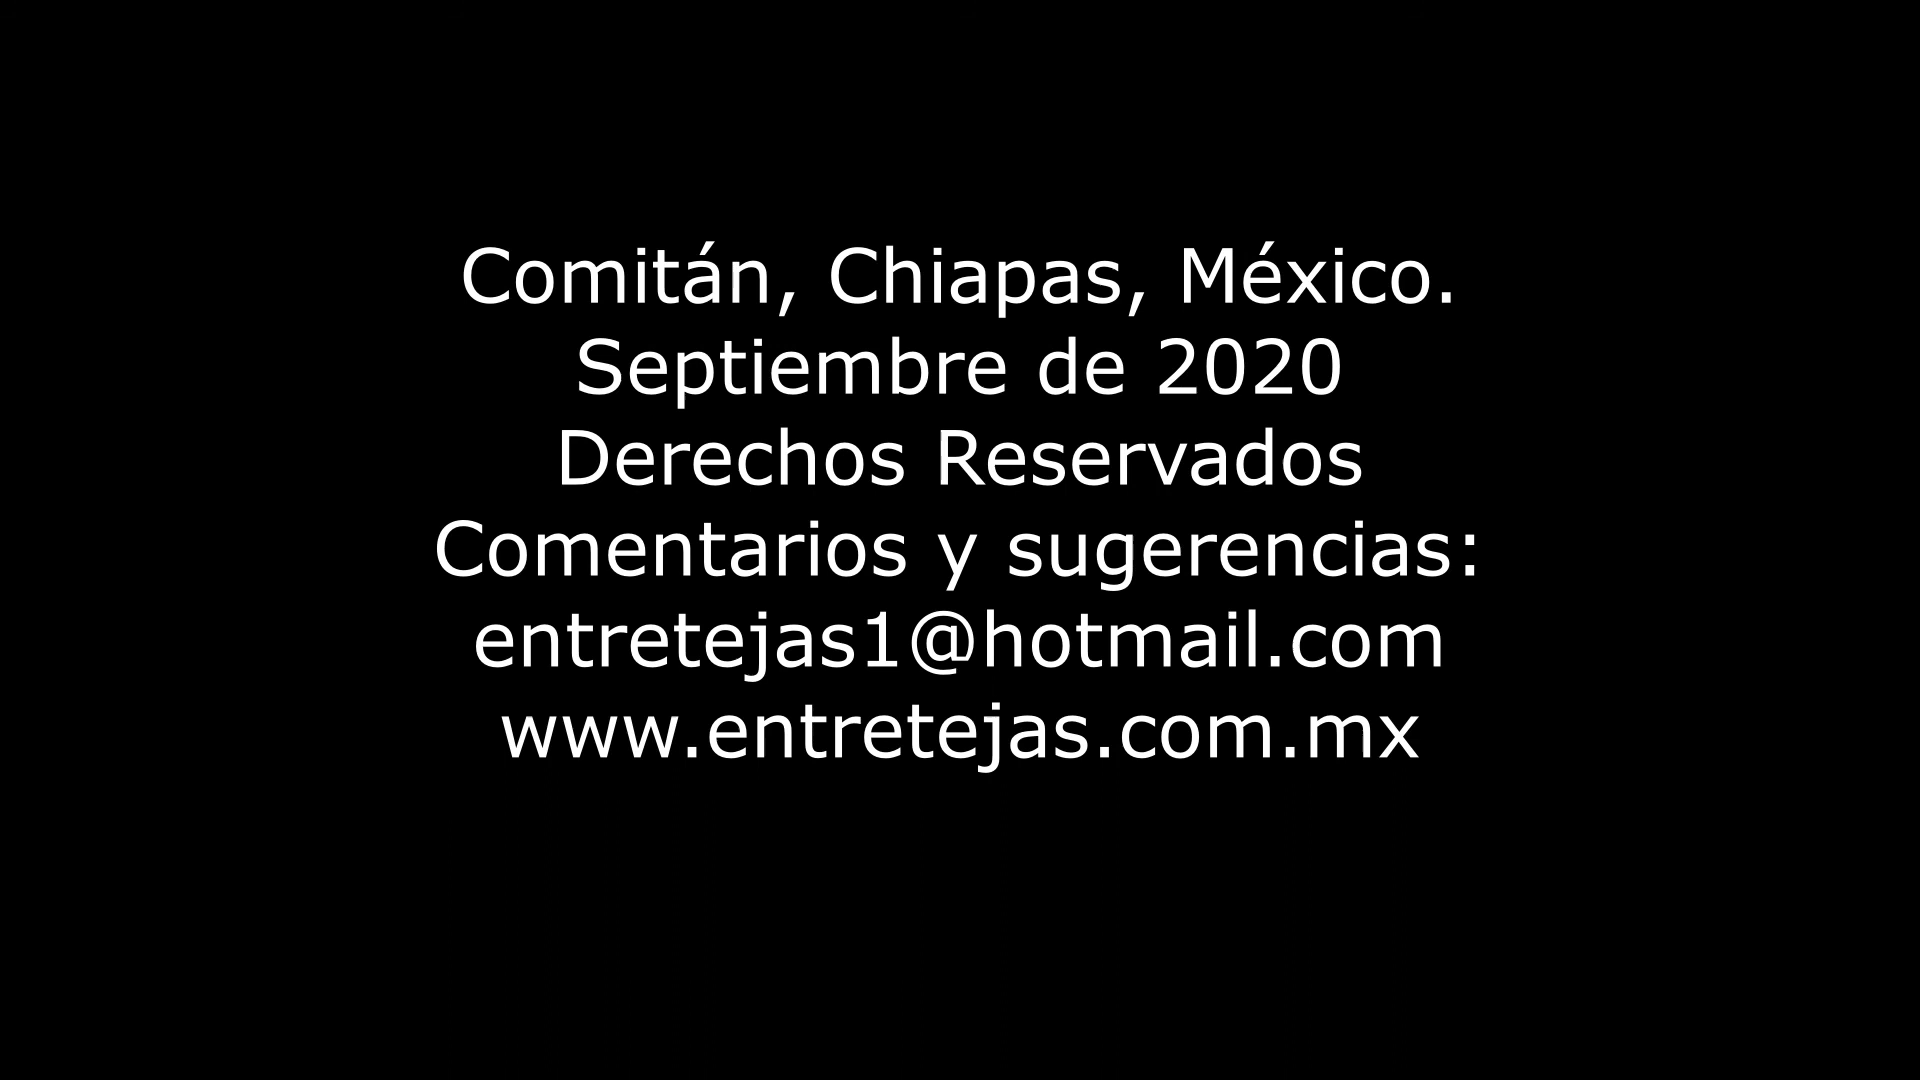 Comitán, Chiapas, México.
Septiembre de 2020
Derechos Reservados
Comentarios y sugerencias:
entretejas1@hotmail.com
www.entretejas.com.mx